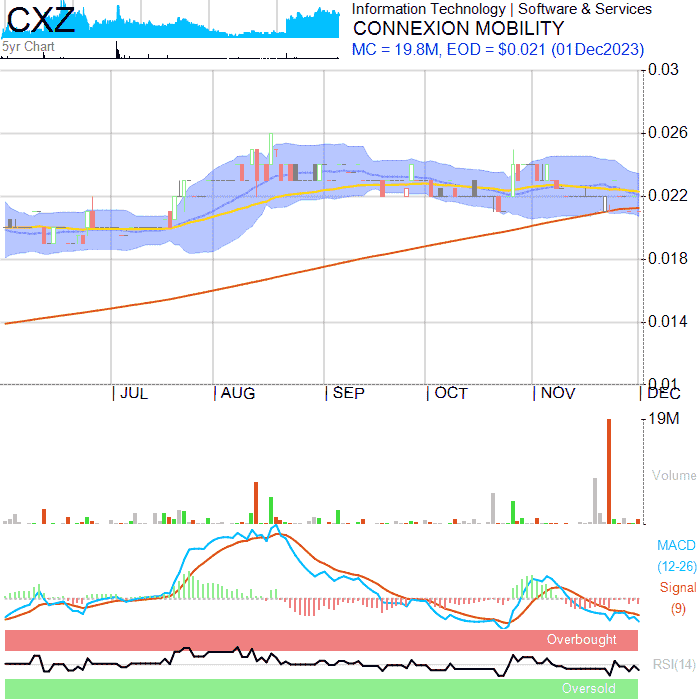 CXZ
5yr Chart
Information Technology | Software & Services
CONNEXION MOBILITY
MC = 19.8M, EOD = $0.021 (01Dec2023)
0.03
0.026
0.022
0.018
0.014
0.01
JUL
AUG
SEP
OCT
NOV
DEC
19M
Volume
MACD
(12-26)
Signal
(9)
Overbought
RSI(14)
Oversold